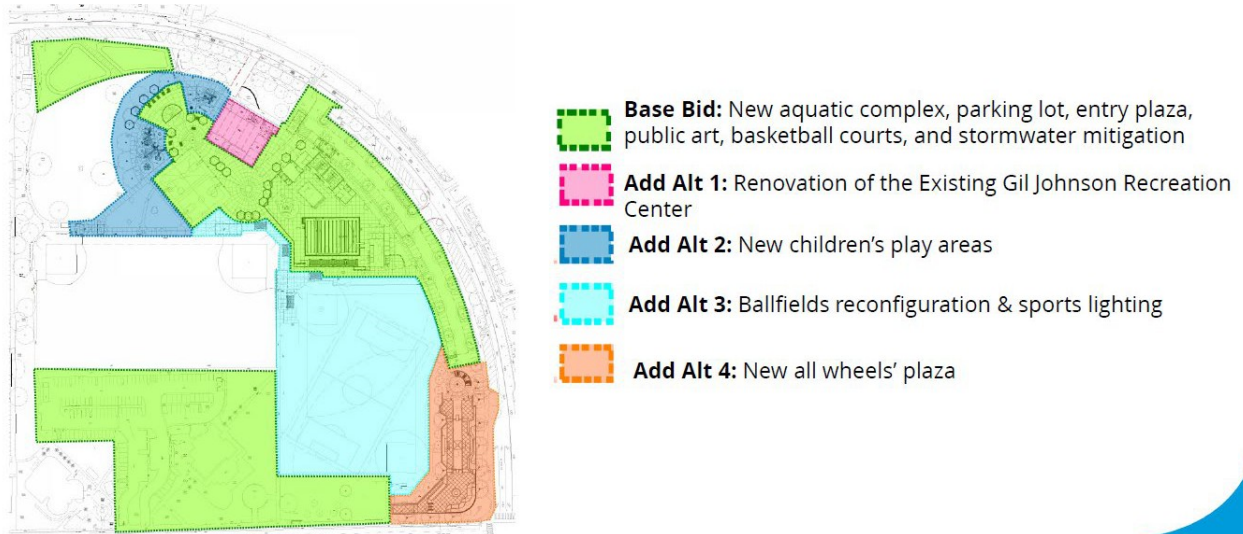 Base Bid: New aquatic complex, parking lot, entry plaza,
public art, basketball courts, and stormwater mitigation
Add Alt 1: Renovation of the Existing Gil Johnson Recreation
Center
Add Alt 2: New children’s play areas
Add Alt 3: Ballfields reconfiguration & sports lighting
Add Alt 4: New all wheels’ plaza